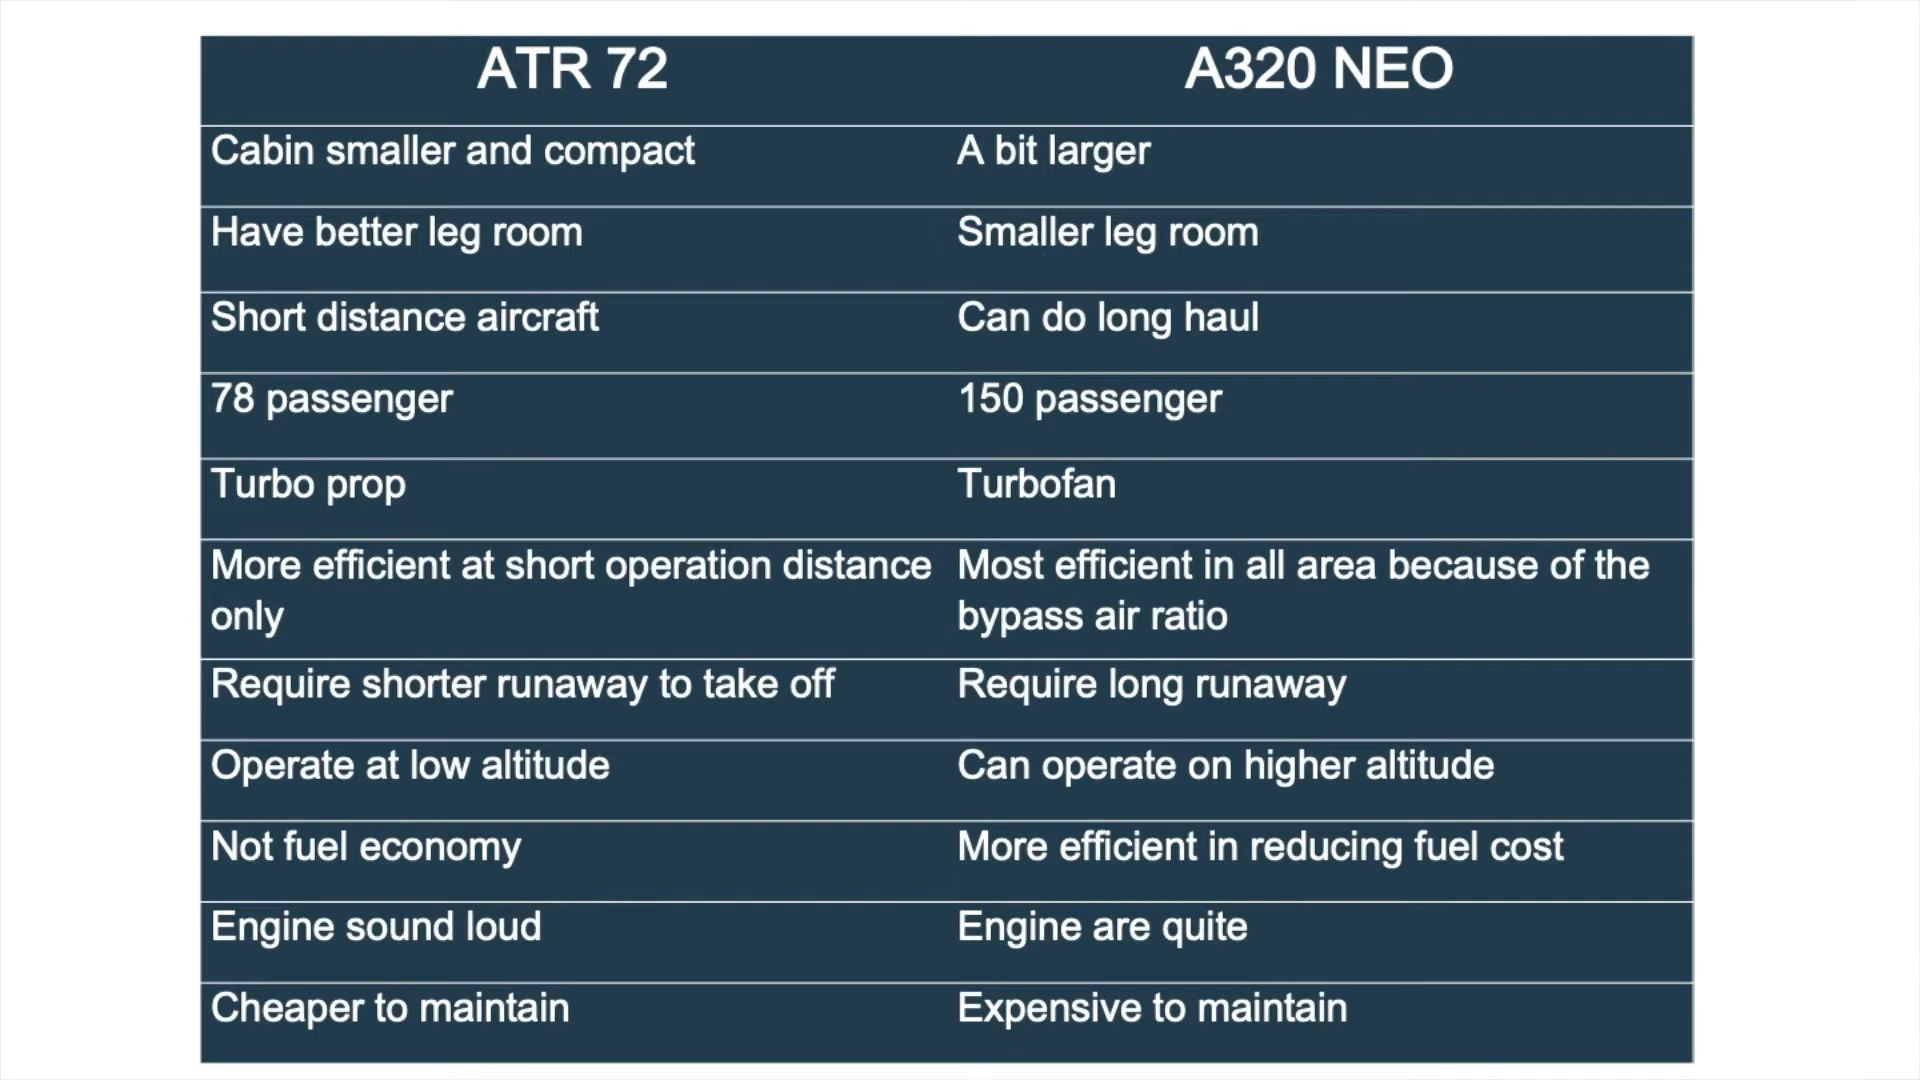 ATR 72
A320 NEO
Cabin smaller and compact
A bit larger
Have better leg room
Smaller leg room
Short distance aircraft
Can do long haul
78 passenger
150 passenger
Turbo prop
Turbofan
More efficient at short operation distance
only
Most efficient in all area because of the
bypass air ratio
Require shorter runaway to take off
Require long runaway
Operate at low altitude
Can operate on higher altitude
Not fuel economy
More efficient in reducing fuel cost
Engine sound loud
Engine are quite
Cheaper to maintain
Expensive to maintain